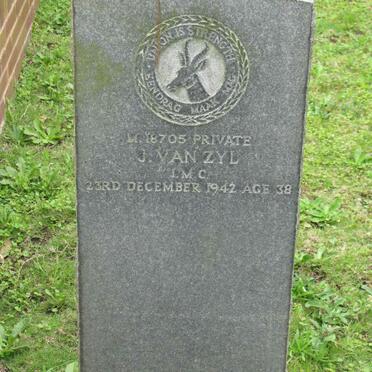 UNION IS STRENGTH
EENDRAG MAAK MAG
M. 18705 PRIVATE
J. VAN ZYL
I.M.C.
23RD DECEMBER 1942 AGE 38